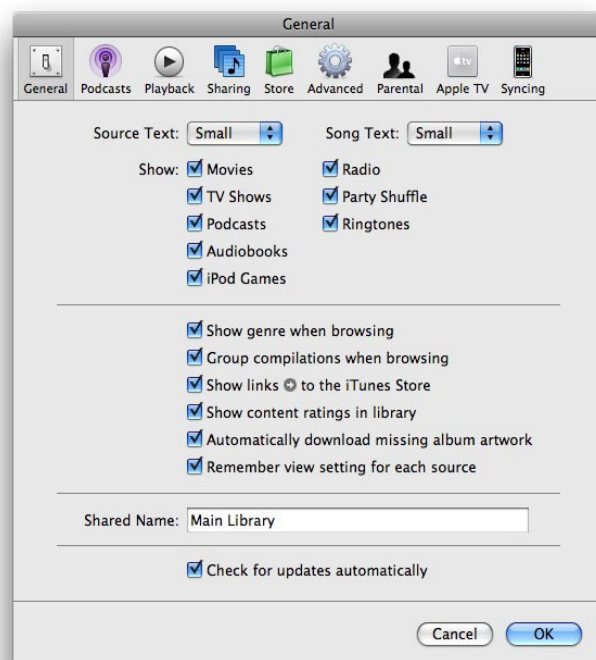 General
General Podcasts Playback Sharing Store Advanced Parental Apple TV Syncing
Source Text: Small Song Text: Small
Show: Movies Radio
TV Shows Party Shuffle
Podcasts Ringtones
Audiobooks
iPod Games
Show genre when browsing
Group compilations when browsing
Show links to the iTunes Store
Show content ratings in library
Automatically download missing album artwork
Remember view setting for each source
Shared Name: Main Library
Check for updates automatically
Cancel OK